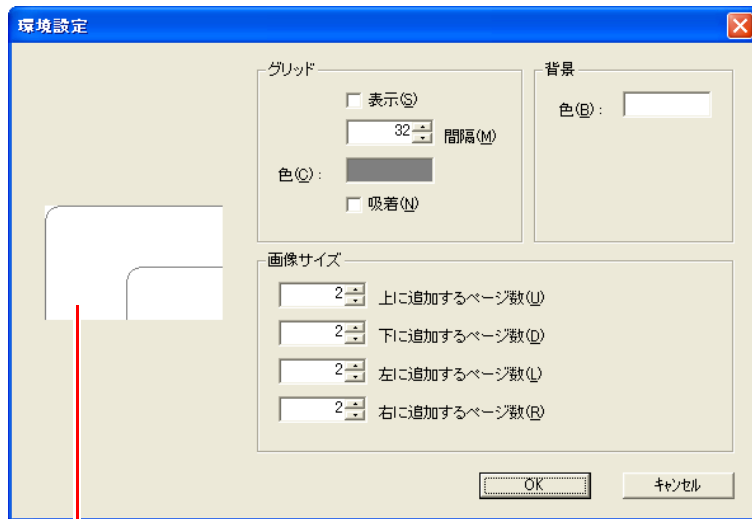 環境設定
グリッド
表示(S)
32 間隔(M)
色(C):
吸着(N)
背景
色(B):
画像サイズ
2 上に追加するページ数(U)
2 下に追加するページ数(D)
2 左に追加するページ数(L)
2 右に追加するページ数(R)
OK キャンセル